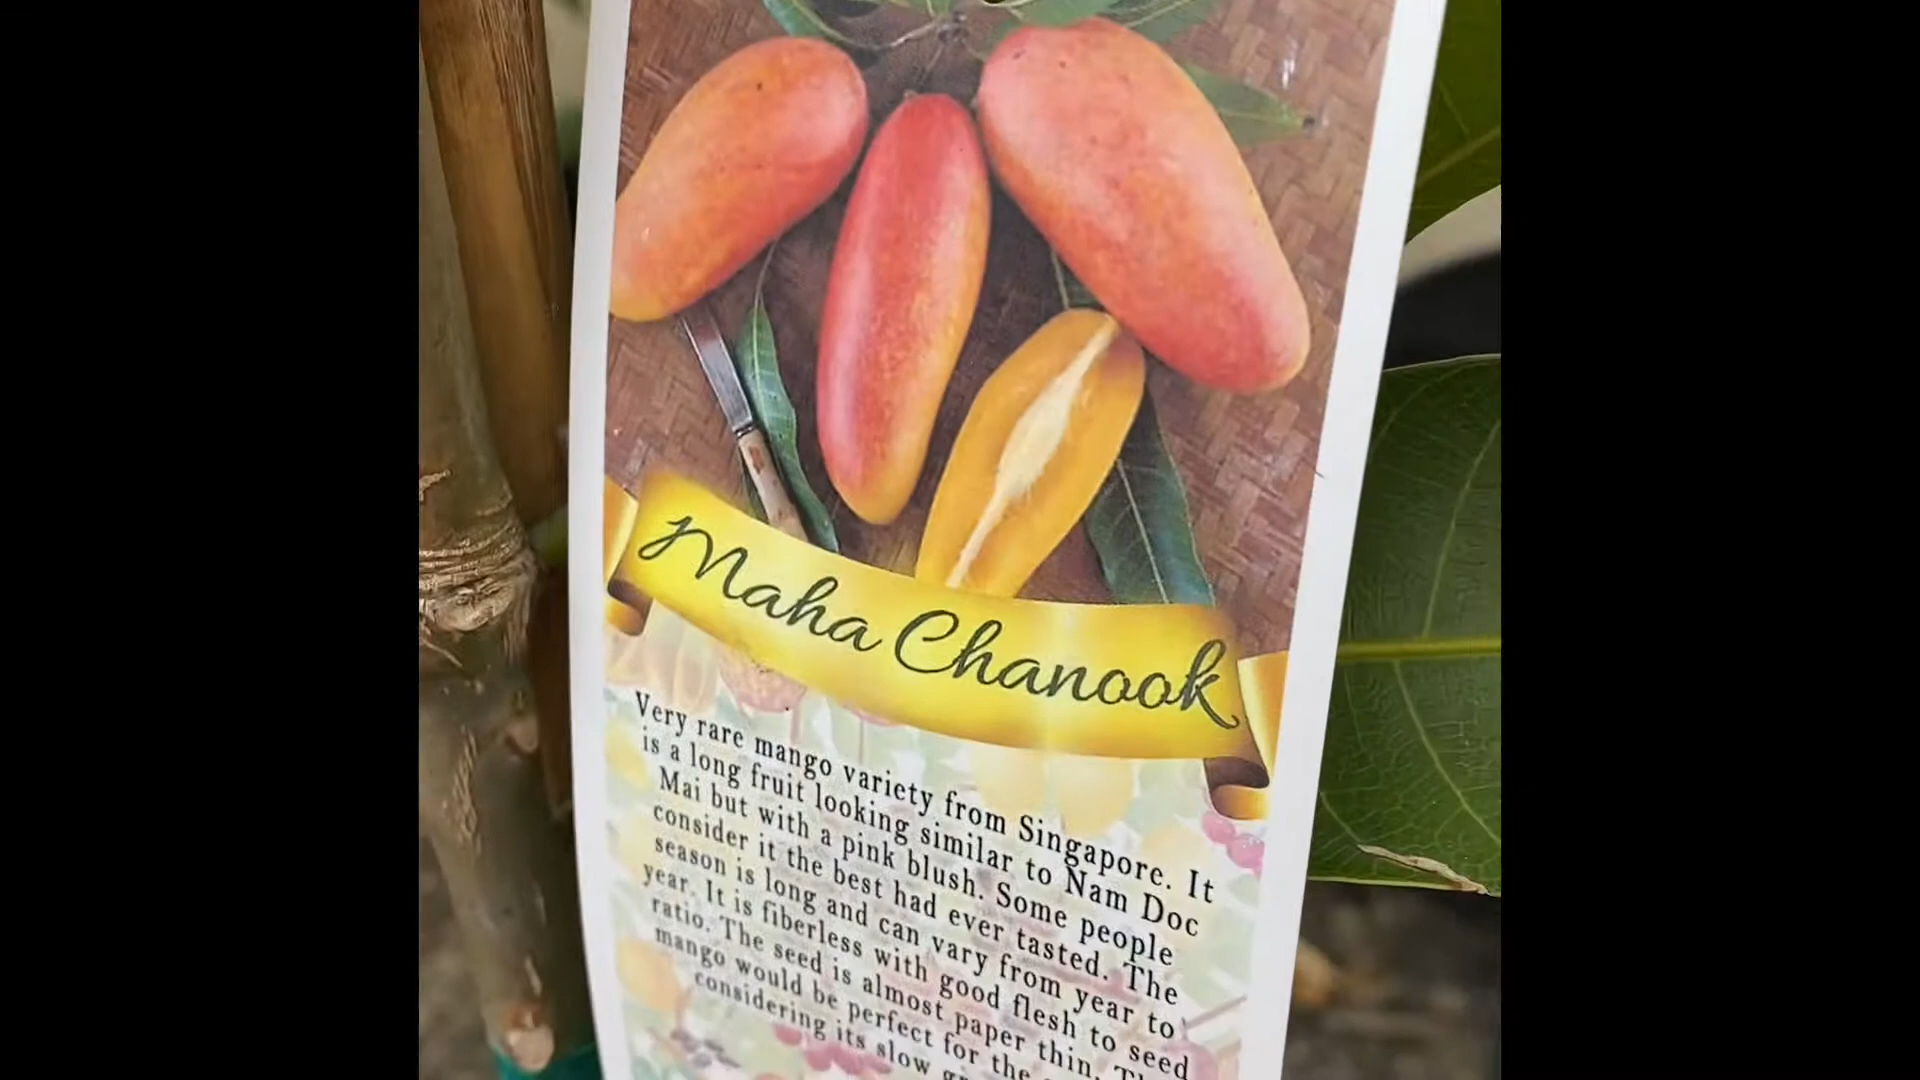 Maha Chanook
Very rare mango variety from Singapore. It
is a long fruit looking similar to Nam Doc
Mai but with a pink blush. Some people
consider it the best had ever tasted. The
season is long and can vary from year to
year. It is fiberless with good flesh to seed
ratio. The seed is almost paper thin.
mango would be perfect for the
considering its slow